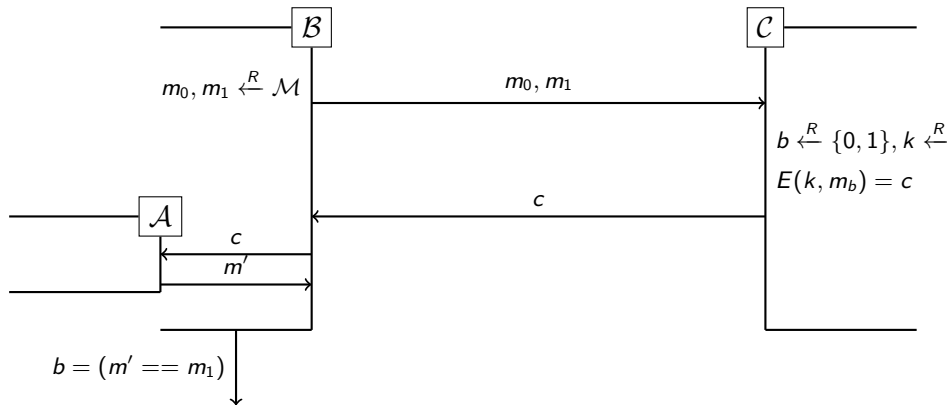 ℬ 𝒞
m₀, m₁ ←ᴿ ℳ
m₀, m₁
b ←ᴿ {0, 1}, k ←ᴿ
E(k, m_b) = c
c
𝒜
c
m′
b = (m′ == m₁)